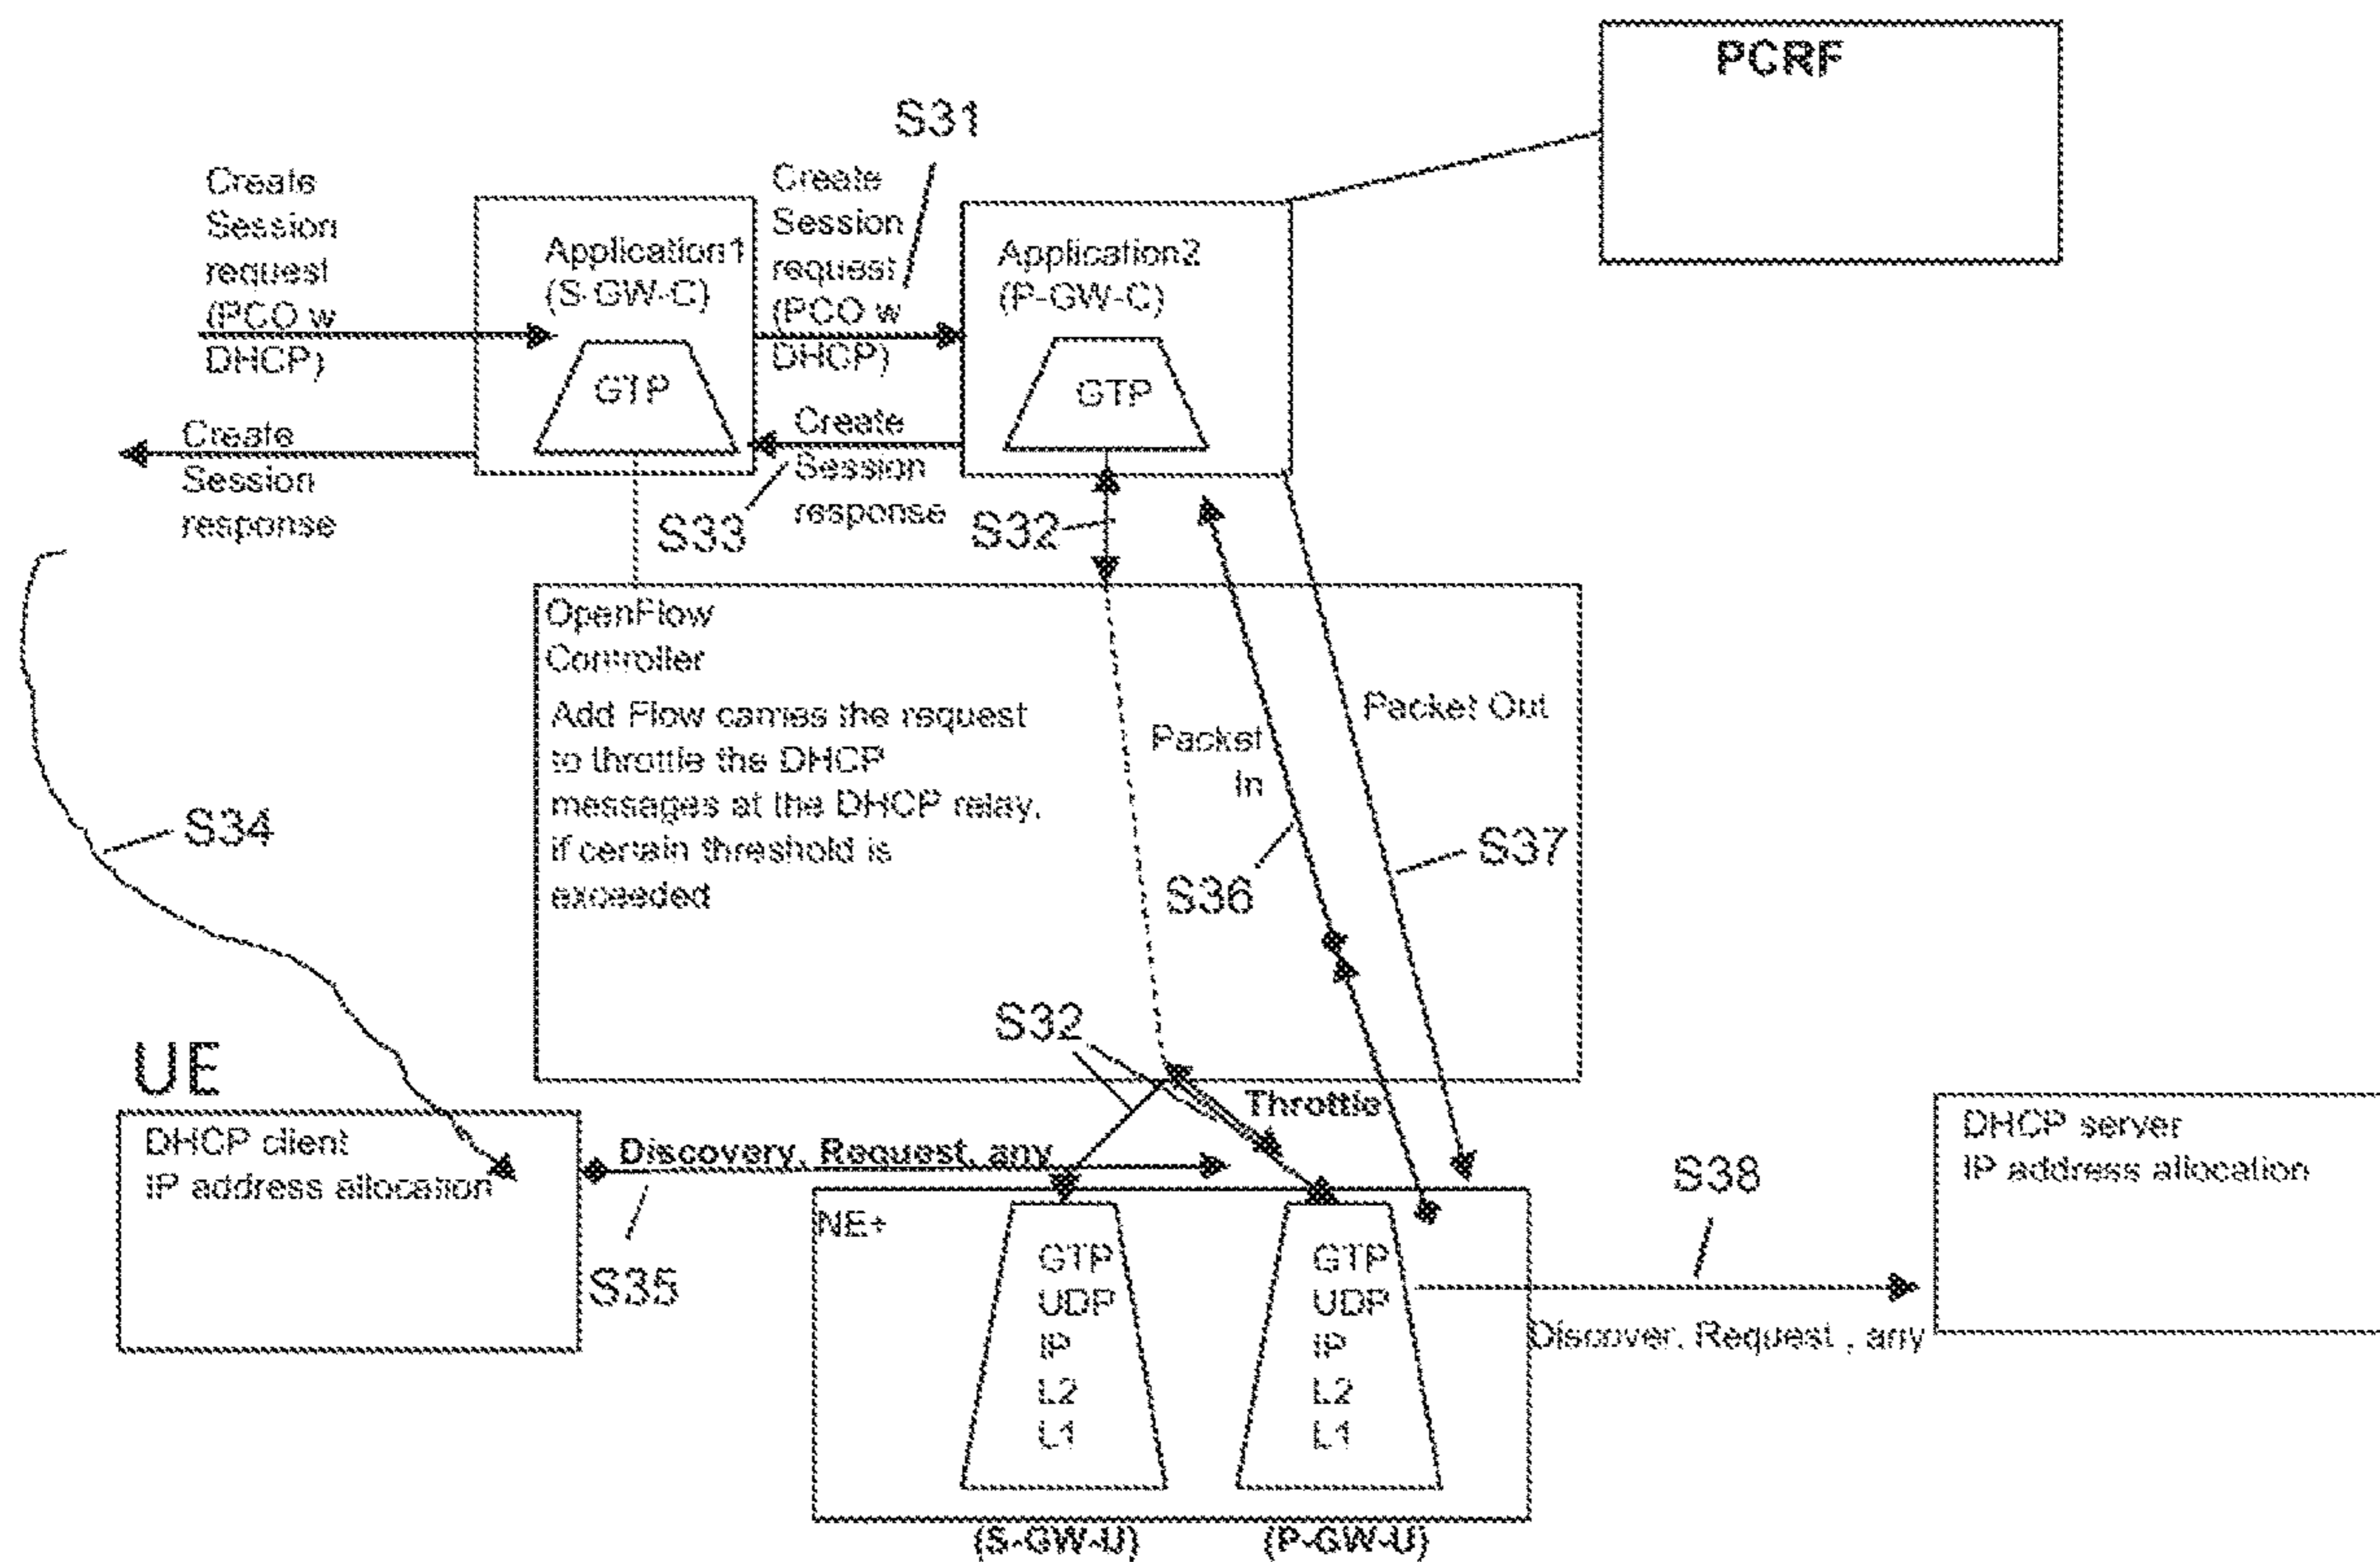 PCRF
S31
Create
Session
request
(PCO w
DHCP)
Create
Session
response
Application1
(S-GW-C)
GTP
Create
Session
request
(PCO w
DHCP)
Create
Session
response
S33
Application2
(P-GW-C)
GTP
S32
OpenFlow
Controller
Add Flow carries the request
to throttle the DHCP
messages at the DHCP relay,
if certain threshold is
exceeded
Packet
In
Packet Out
S34
S36
S37
S32
UE
DHCP client
IP address allocation
Throttle
Discovery, Request, any
S35
NE+
GTP
UDP
IP
L2
L1
GTP
UDP
IP
L2
L1
(S-GW-U)
(P-GW-U)
S38
Discover, Request , any
DHCP server
IP address allocation